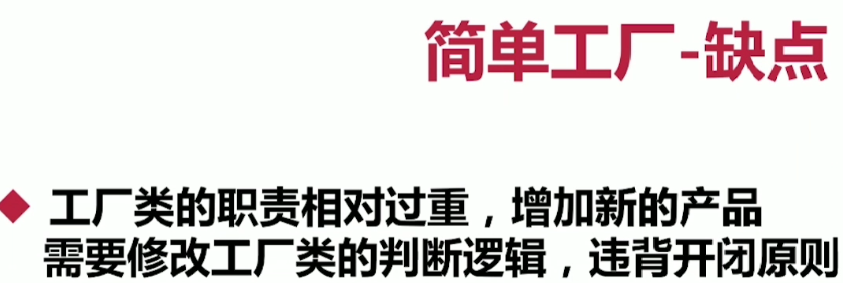 简单工厂-缺点
工厂类的职责相对过重，增加新的产品
需要修改工厂类的判断逻辑，违背开闭原则